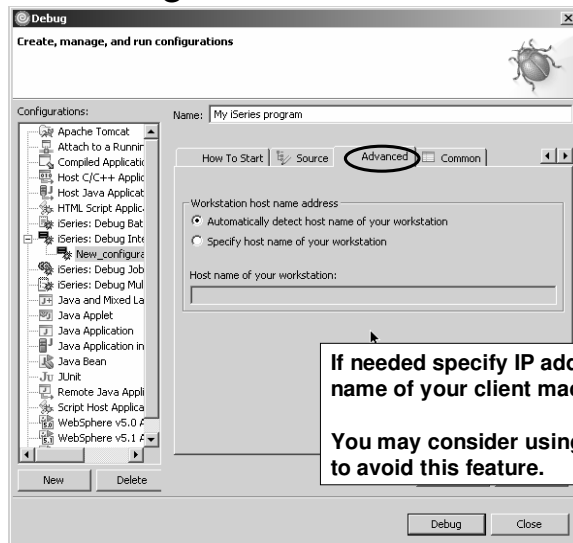 Debug
Create, manage, and run configurations
Configurations:
Apache Tomcat
Attach to a Runnin
Compiled Applicatio
Host C/C++ Applic
Host Java Applicat
HTML Script Applic
iSeries: Debug Bat
iSeries: Debug Inte
New_configura
iSeries: Debug Job
iSeries: Debug Mul
Java and Mixed La
Java Applet
Java Application
Java Application in
Java Bean
JUnit
Remote Java Appli
Script Host Applica
WebSphere v5.0 A
WebSphere v5.1 A
New
Delete
Name: My iSeries program
How To Start
Source
Advanced
Common
Workstation host name address
Automatically detect host name of your workstation
Specify host name of your workstation
Host name of your workstation:
If needed specify IP add
name of your client mac
You may consider using
to avoid this feature.
Debug
Close